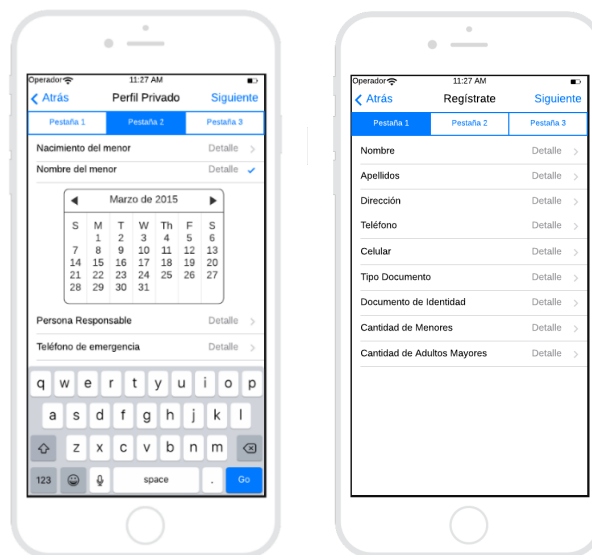 Operador 11:27 AM
Atrás Perfil Privado Siguiente
Pestaña 1 Pestaña 2 Pestaña 3
Nacimiento del menor Detalle
Nombre del menor Detalle
Marzo de 2015
S M T W Th F S
1 2 3 4 5 6
7 8 9 10 11 12 13
14 15 16 17 18 19 20
21 22 23 24 25 26 27
28 29 30 31
Persona Responsable Detalle
Teléfono de emergencia Detalle
q w e r t y u i o p
a s d f g h j k l
z x c v b n m
123 space . Go
Operador 11:27 AM
Atrás Regístrate Siguiente
Pestaña 1 Pestaña 2 Pestaña 3
Nombre Detalle
Apellidos Detalle
Dirección Detalle
Teléfono Detalle
Celular Detalle
Tipo Documento Detalle
Documento de Identidad Detalle
Cantidad de Menores Detalle
Cantidad de Adultos Mayores Detalle